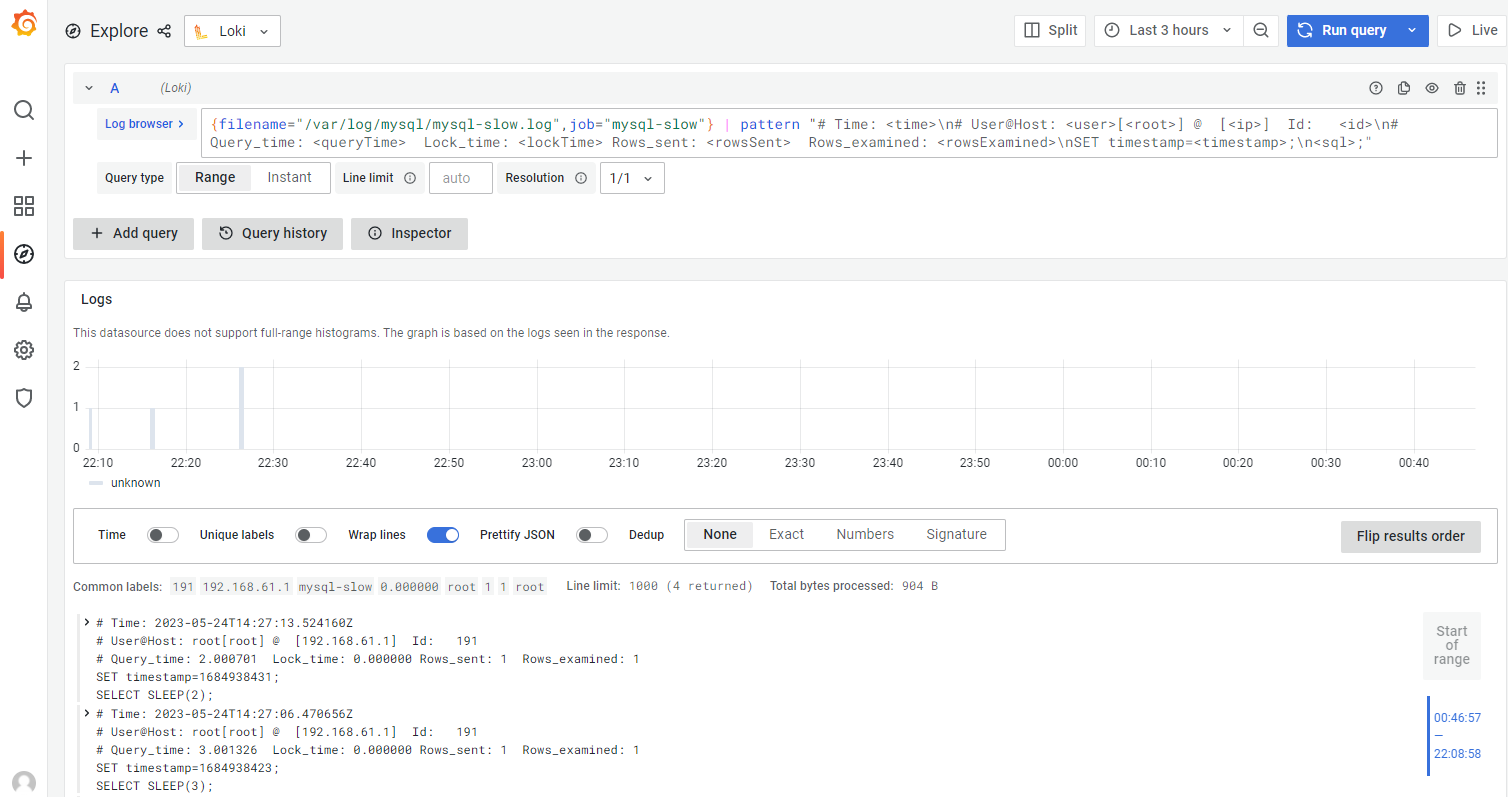 Explore Loki Split Last 3 hours Run query Live
A (Loki)
Log browser
{filename="/var/log/mysql/mysql-slow.log",job="mysql-slow"} | pattern "# Time: <time>\n# User@Host: <user>[<root>] @  [<ip>]  Id:   <id>\n#
Query_time: <queryTime>  Lock_time: <lockTime> Rows_sent: <rowsSent>  Rows_examined: <rowsExamined>\nSET timestamp=<timestamp>;\n<sql>;"
Query type Range Instant Line limit auto Resolution 1/1
Add query Query history Inspector
Logs
This datasource does not support full-range histograms. The graph is based on the logs seen in the response.
2
1
0
22:10 22:20 22:30 22:40 22:50 23:00 23:10 23:20 23:30 23:40 23:50 00:00 00:10 00:20 00:30 00:40
unknown
Time Unique labels Wrap lines Prettify JSON Dedup None Exact Numbers Signature Flip results order
Common labels: 191 192.168.61.1 mysql-slow 0.000000 root 1 1 root Line limit: 1000 (4 returned) Total bytes processed: 904 B
# Time: 2023-05-24T14:27:13.524160Z
# User@Host: root[root] @  [192.168.61.1]  Id:   191
# Query_time: 2.000701  Lock_time: 0.000000 Rows_sent: 1  Rows_examined: 1
SET timestamp=1684938431;
SELECT SLEEP(2);
# Time: 2023-05-24T14:27:06.470656Z
# User@Host: root[root] @  [192.168.61.1]  Id:   191
# Query_time: 3.001326  Lock_time: 0.000000 Rows_sent: 1  Rows_examined: 1
SET timestamp=1684938423;
SELECT SLEEP(3);
Start
of
range
00:46:57
—
22:08:58